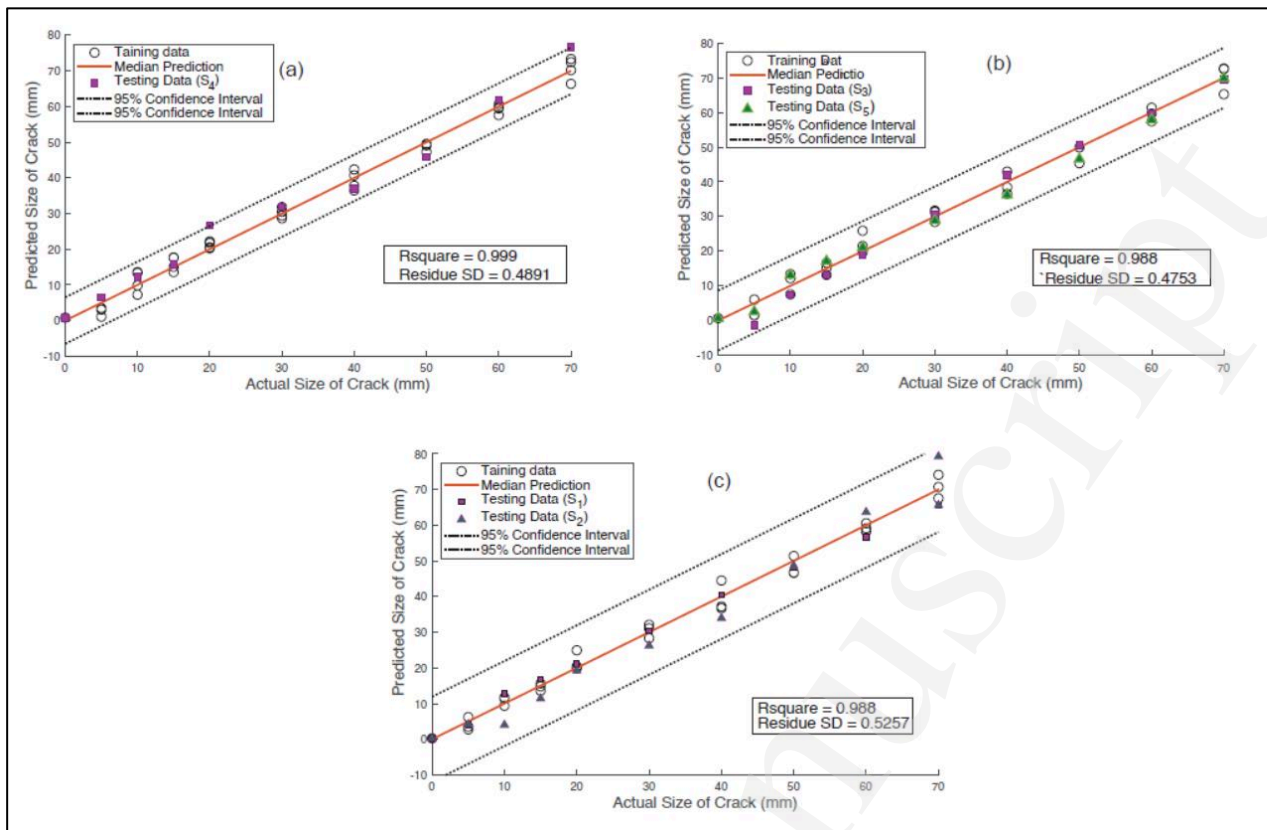 80
70
60
50
40
30
20
10
0
-10
Predicted Size of Crack (mm)
Taining data
Median Prediction
Testing Data (S4)
95% Confidence Interval
95% Confidence Interval
(a)
Rsquare = 0.999
Residue SD = 0.4891
0 10 20 30 40 50 60 70
Actual Size of Crack (mm)
80
70
60
50
40
30
20
10
0
-10
Predicted Size of Crack (mm)
Training Dat
Median Pedictio
Testing Data (S3)
Testing Data (S5)
95% Confidence Interval
95% Confidence Interval
(b)
Rsquare = 0.988
`Residue SD = 0.4753
0 10 20 30 40 50 60 70
Actual Size of Crack (mm)
80
70
60
50
40
30
20
10
0
-10
Predicted Size of Crack (mm)
Taining data
Median Prediction
Testing Data (S1)
Testing Data (S2)
95% Confidence Interval
95% Confidence Interval
(c)
Rsquare = 0.988
Residue SD = 0.5257
0 10 20 30 40 50 60 70
Actual Size of Crack (mm)
uscript